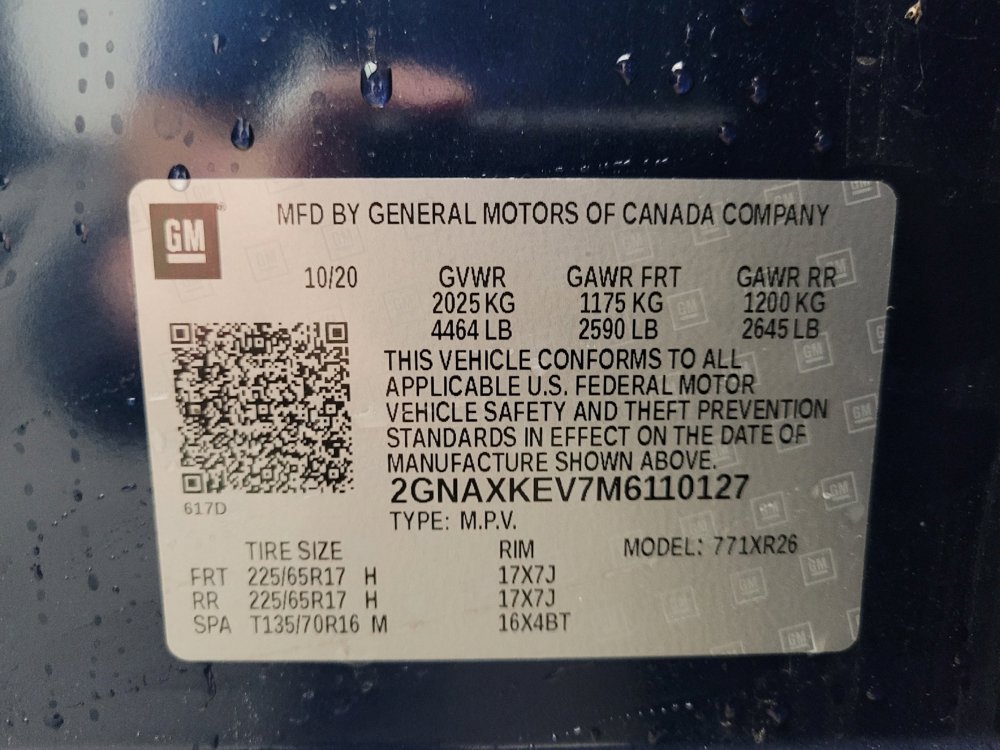 GM
MFD BY GENERAL MOTORS OF CANADA COMPANY
10/20 GVWR GAWR FRT GAWR RR
2025 KG 1175 KG 1200 KG
4464 LB 2590 LB 2645 LB
THIS VEHICLE CONFORMS TO ALL
APPLICABLE U.S. FEDERAL MOTOR
VEHICLE SAFETY AND THEFT PREVENTION
STANDARDS IN EFFECT ON THE DATE OF
MANUFACTURE SHOWN ABOVE.
2GNAXKEV7M6110127
617D
TYPE: M.P.V.
TIRE SIZE RIM MODEL: 771XR26
FRT 225/65R17 H 17X7J
RR 225/65R17 H 17X7J
SPA T135/70R16 M 16X4BT